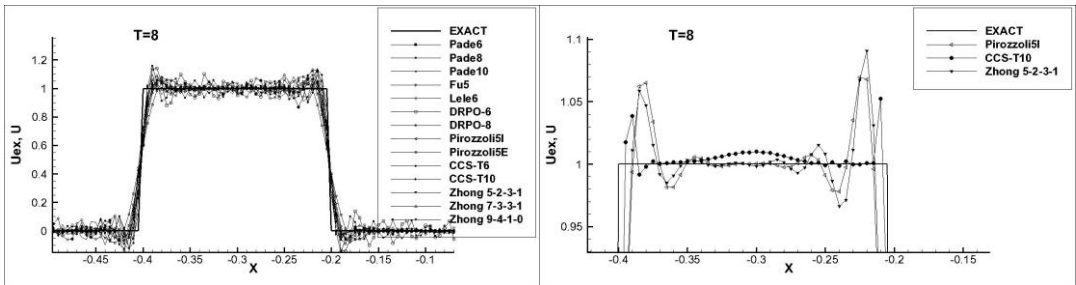 T=8
EXACT
Pade6
Pade8
Pade10
Fu5
Lele6
DRPO-6
DRPO-8
Pirozzoli5I
Pirozzoli5E
CCS-T6
CCS-T10
Zhong 5-2-3-1
Zhong 7-3-3-1
Zhong 9-4-1-0
Uex, U
1.2
1
0.8
0.6
0.4
0.2
0
-0.45 -0.4 -0.35 -0.3 -0.25 -0.2 -0.15 -0.1
X
T=8
EXACT
Pirozzoli5I
CCS-T10
Zhong 5-2-3-1
Uex, U
1.1
1.05
1
0.95
-0.4 -0.35 -0.3 -0.25 -0.2 -0.15
X